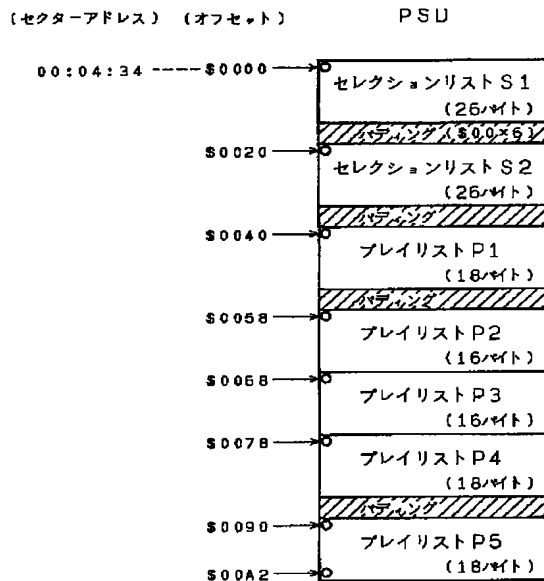 (セクターアドレス) (オフセット) PSD
00:04:34 ---- $0000
セレクションリストS1
(26バイト)
パディング($00×6)
$0020
セレクションリストS2
(26バイト)
パディング
$0040
プレイリストP1
(18バイト)
パディング
$0058
プレイリストP2
(16バイト)
$0068
プレイリストP3
(16バイト)
$0078
プレイリストP4
(18バイト)
パディング
$0090
プレイリストP5
(18バイト)
$00A2